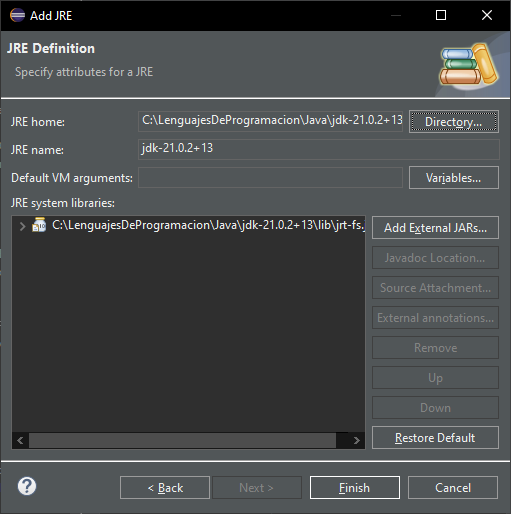 Add JRE
JRE Definition
Specify attributes for a JRE
JRE home: C:\LenguajesDeProgramacion\Java\jdk-21.0.2+13 Directory...
JRE name: jdk-21.0.2+13
Default VM arguments: Variables...
JRE system libraries:
C:\LenguajesDeProgramacion\Java\jdk-21.0.2+13\lib\jrt-fs.j Add External JARs...
Javadoc Location...
Source Attachment...
External annotations...
Remove
Up
Down
Restore Default
? < Back Next > Finish Cancel